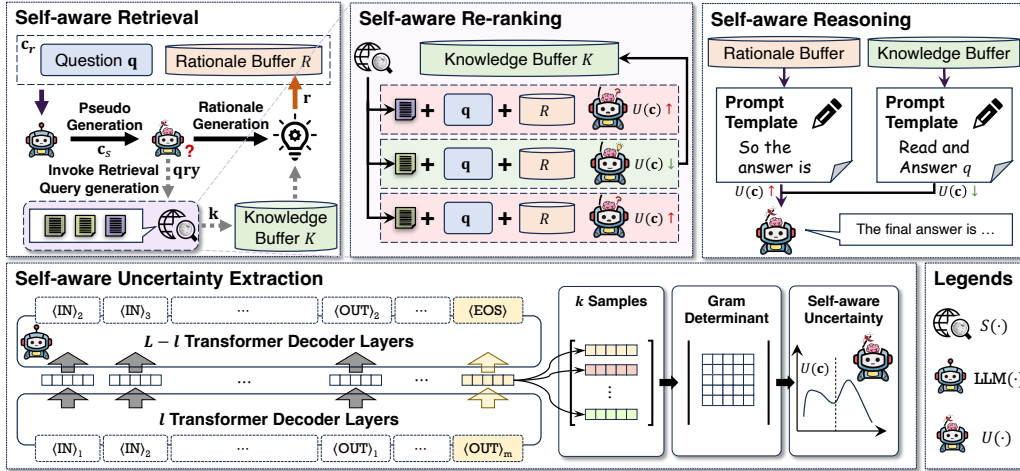 Self-aware Retrieval
c_r
Question q
Rationale Buffer R
Pseudo
Generation
c_s
Rationale
Generation
r
?
Invoke Retrieval
Query generation
qry
k
Knowledge
Buffer K
Self-aware Re-ranking
Knowledge Buffer K
+ q + R ? U(c) ↑
+ q + R U(c) ↓
+ q + R ? U(c) ↑
Self-aware Reasoning
Rationale Buffer
Knowledge Buffer
Prompt
Template
So the
answer is
Prompt
Template
Read and
Answer q
U(c) ↑
U(c) ↓
The final answer is ...
Self-aware Uncertainty Extraction
⟨IN⟩₂ ⟨IN⟩₃ ... ⟨OUT⟩₂ ... ⟨EOS⟩
L − l Transformer Decoder Layers
... ...
l Transformer Decoder Layers
⟨IN⟩₁ ⟨IN⟩₂ ... ⟨OUT⟩₁ ... ⟨OUT⟩ₘ
k Samples
⋮
Gram
Determinant
Self-aware
Uncertainty
U(c)
Legends
S(·)
LLM(·)
U(·)